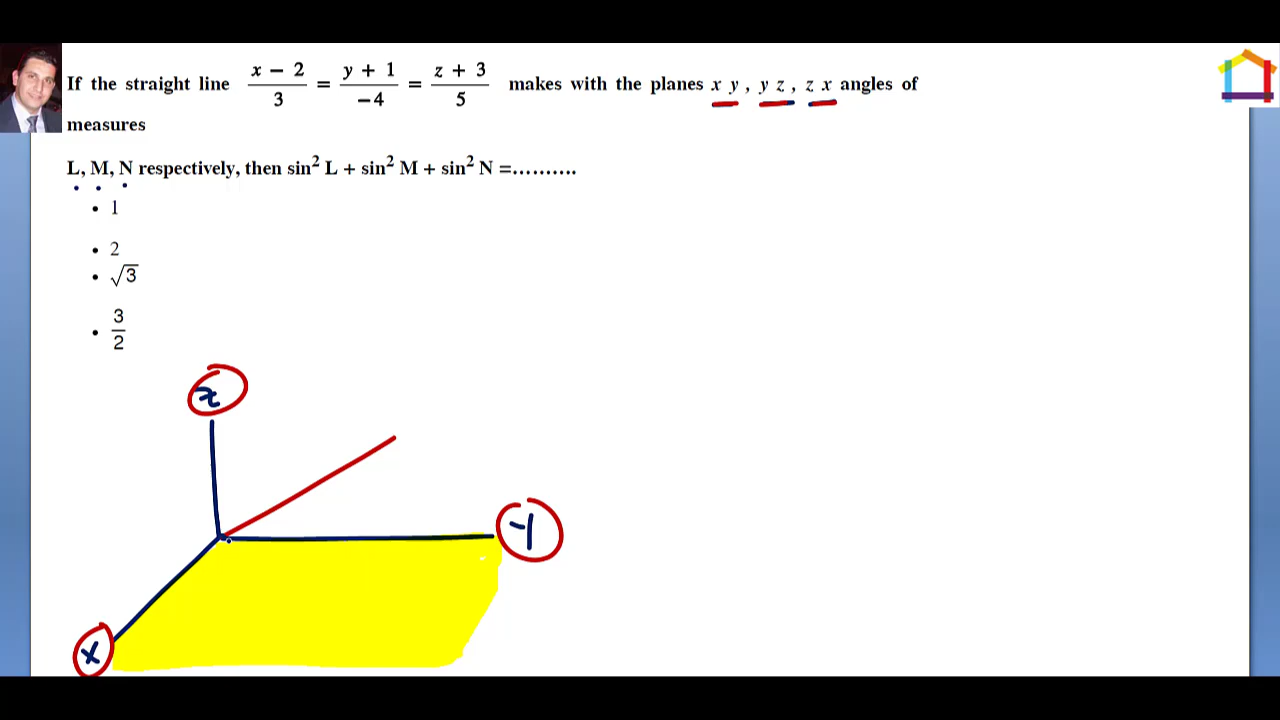 If the straight line (x − 2)/3 = (y + 1)/−4 = (z + 3)/5 makes with the planes x y , y z , z x angles of
measures
L, M, N respectively, then sin² L + sin² M + sin² N =..........
• 1
• 2
• √3
• 3/2
z
y
x